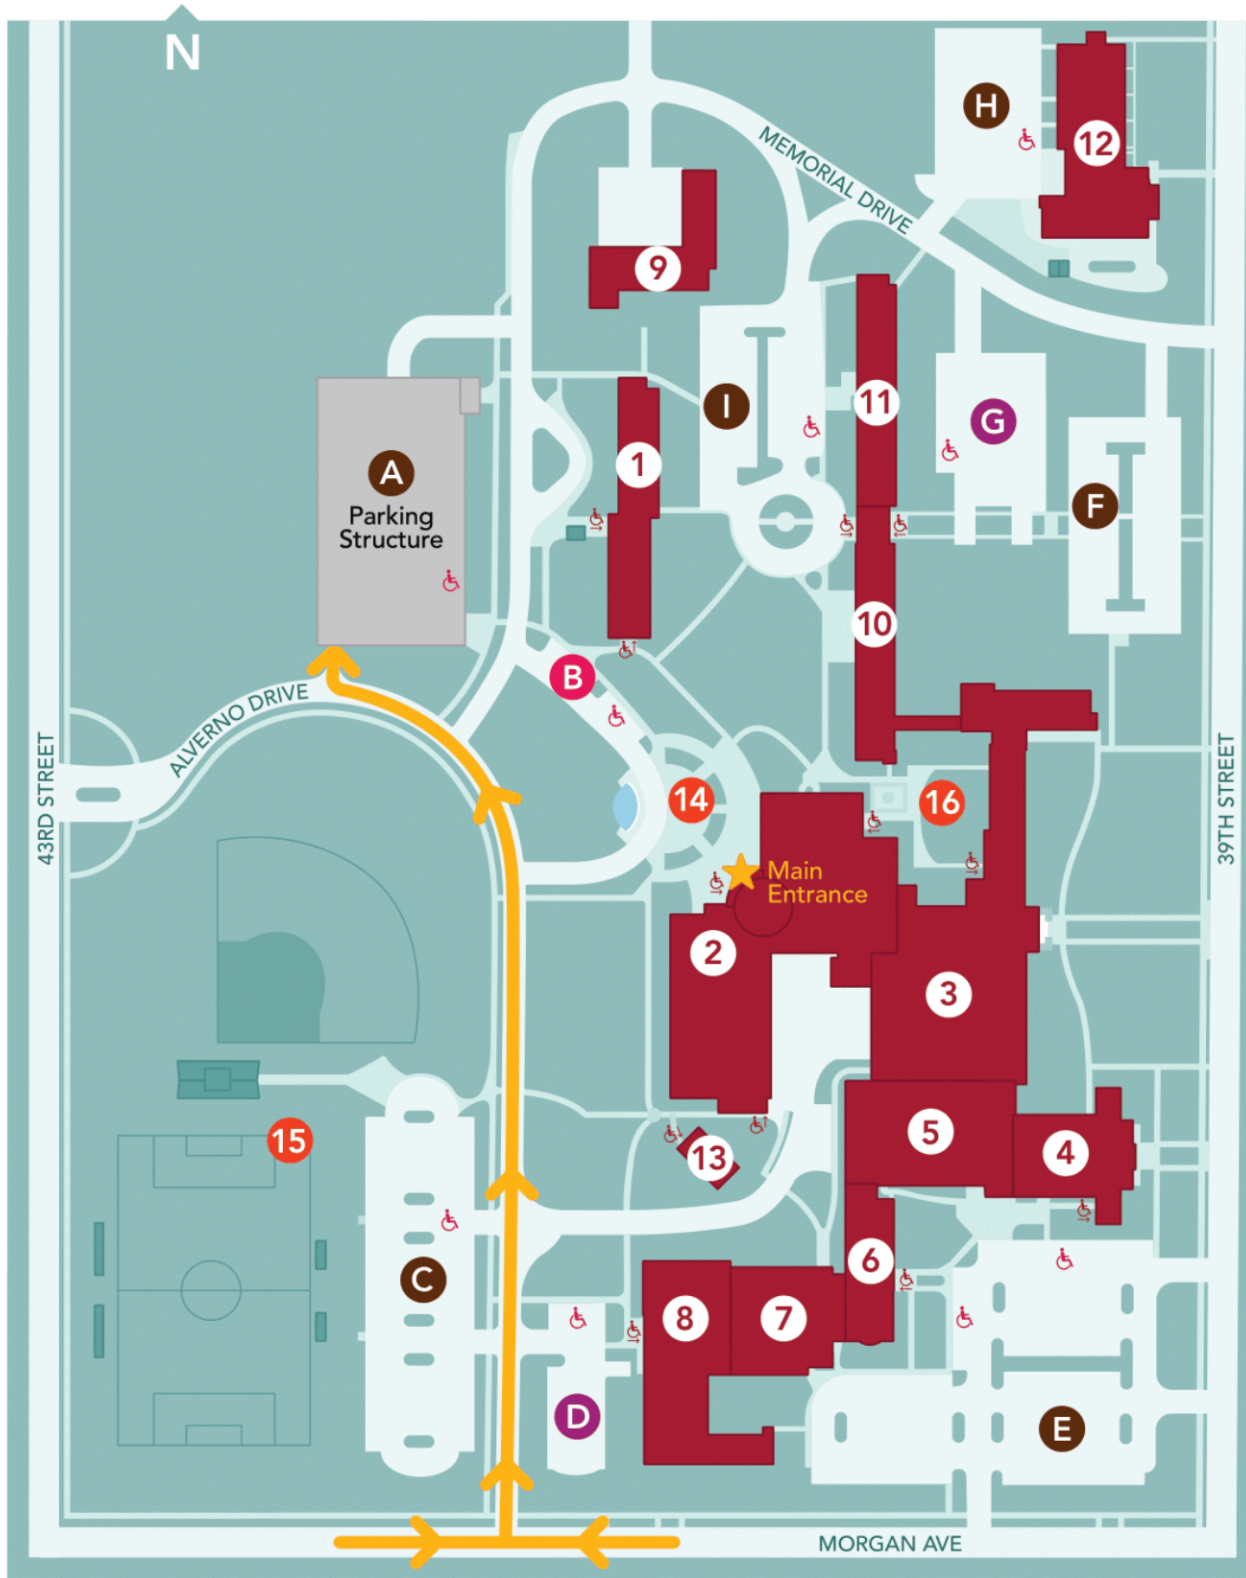 N
H
12
MEMORIAL DRIVE
9
I
11
G
1
A
Parking
Structure
F
10
B
ALVERNO DRIVE
43RD STREET
39TH STREET
14
16
Main
Entrance
2
3
15
5
4
13
6
C
8
7
D
E
MORGAN AVE